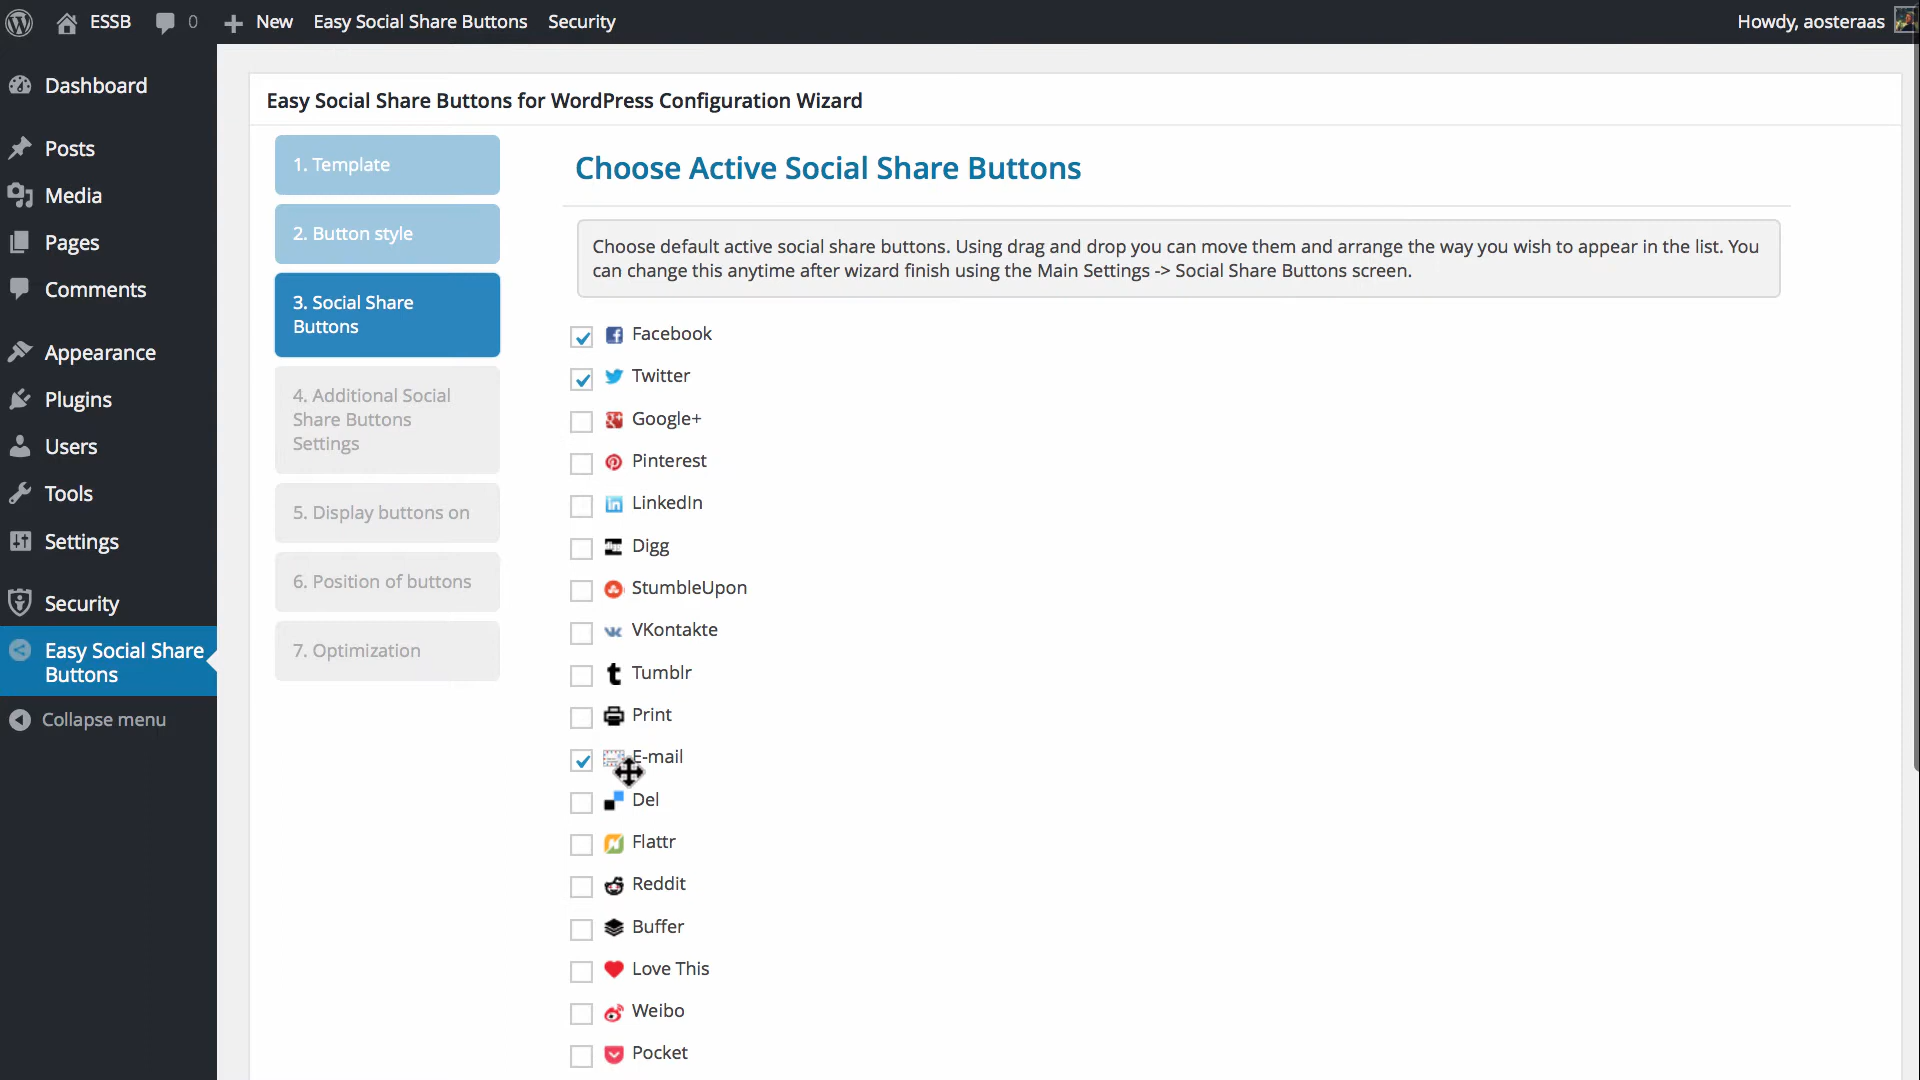 ESSB
0
New
Easy Social Share Buttons
Security
Howdy, aosteraas
Dashboard
Posts
Media
Pages
Comments
Appearance
Plugins
Users
Tools
Settings
Security
Easy Social Share
Buttons
Collapse menu
Easy Social Share Buttons for WordPress Configuration Wizard
1. Template
2. Button style
3. Social Share
Buttons
4. Additional Social
Share Buttons
Settings
5. Display buttons on
6. Position of buttons
7. Optimization
Choose Active Social Share Buttons
Choose default active social share buttons. Using drag and drop you can move them and arrange the way you wish to appear in the list. You
can change this anytime after wizard finish using the Main Settings -> Social Share Buttons screen.
Facebook
Twitter
Google+
Pinterest
LinkedIn
Digg
StumbleUpon
VKontakte
Tumblr
Print
E-mail
Del
Flattr
Reddit
Buffer
Love This
Weibo
Pocket